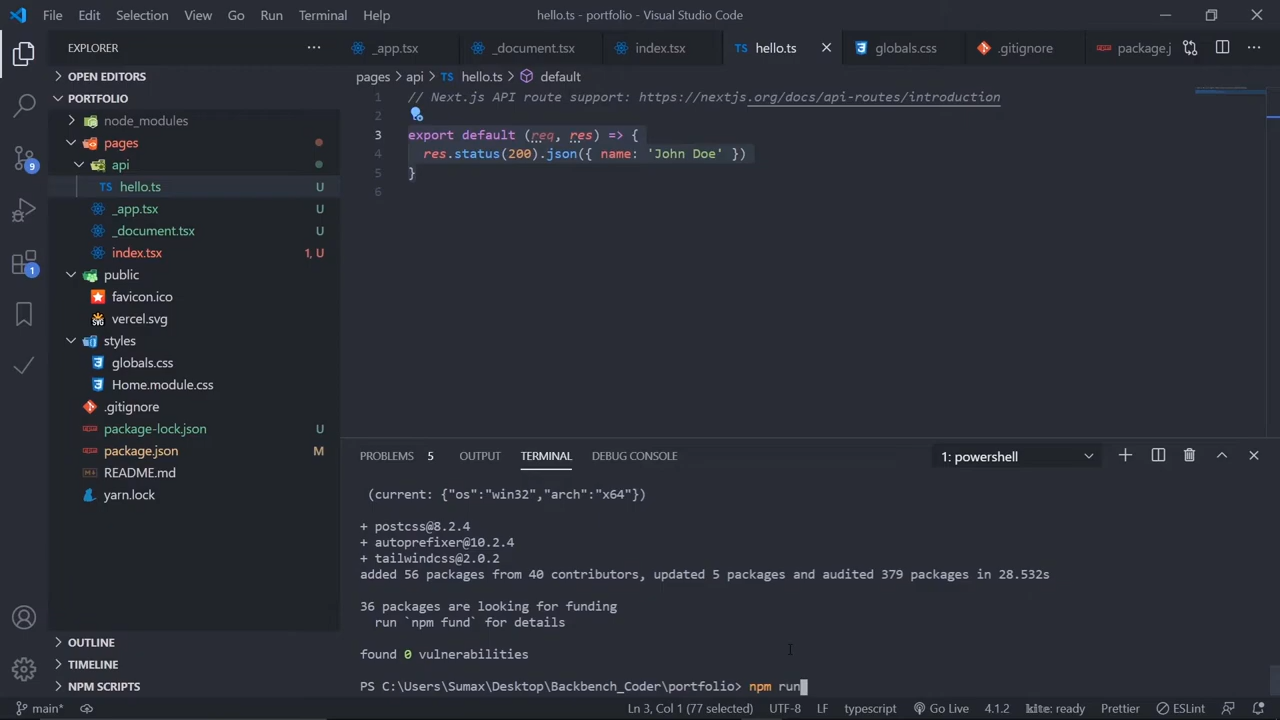 File Edit Selection View Go Run Terminal Help hello.ts - portfolio - Visual Studio Code
EXPLORER
_app.tsx _document.tsx index.tsx TS hello.ts globals.css .gitignore package.j
OPEN EDITORS
PORTFOLIO
node_modules
pages
api
TS hello.ts U
_app.tsx U
_document.tsx U
index.tsx 1, U
public
favicon.ico
SVG vercel.svg
styles
globals.css
Home.module.css
.gitignore
package-lock.json U
package.json M
README.md
yarn.lock
OUTLINE
TIMELINE
NPM SCRIPTS
9
1
pages > api > TS hello.ts > default
1 // Next.js API route support: https://nextjs.org/docs/api-routes/introduction
2
3 export default (req, res) => {
4 res.status(200).json({ name: 'John Doe' })
5 }
6
PROBLEMS 5 OUTPUT TERMINAL DEBUG CONSOLE 1: powershell
(current: {"os":"win32","arch":"x64"})
+ postcss@8.2.4
+ autoprefixer@10.2.4
+ tailwindcss@2.0.2
added 56 packages from 40 contributors, updated 5 packages and audited 379 packages in 28.532s
36 packages are looking for funding
run `npm fund` for details
found 0 vulnerabilities
PS C:\Users\Sumax\Desktop\Backbench_Coder\portfolio> npm run
main* Ln 3, Col 1 (77 selected) UTF-8 LF typescript Go Live 4.1.2 kite: ready Prettier ESLint